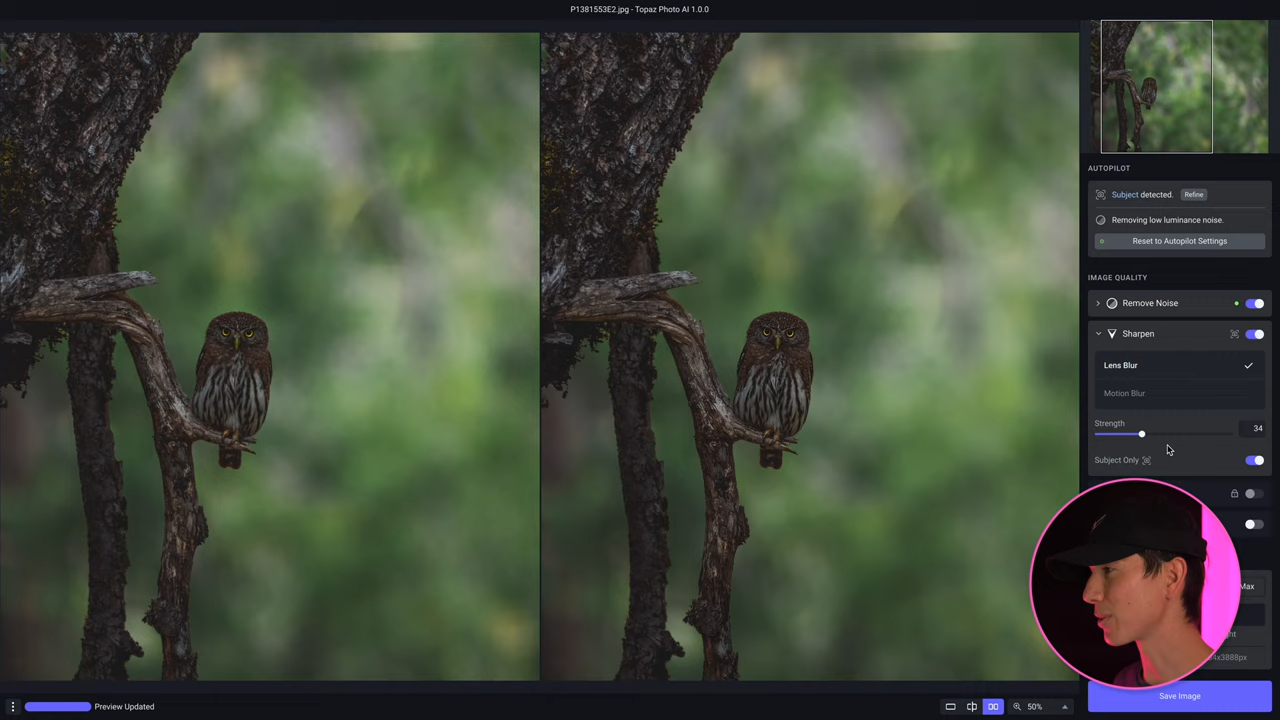 P1381553E2.jpg - Topaz Photo AI 1.0.0
AUTOPILOT
Subject detected. Refine
Removing low luminance noise.
Reset to Autopilot Settings
IMAGE QUALITY
Remove Noise
Sharpen
Lens Blur
Motion Blur
Strength
34
Subject Only
Max
Save Image
Preview Updated
50%